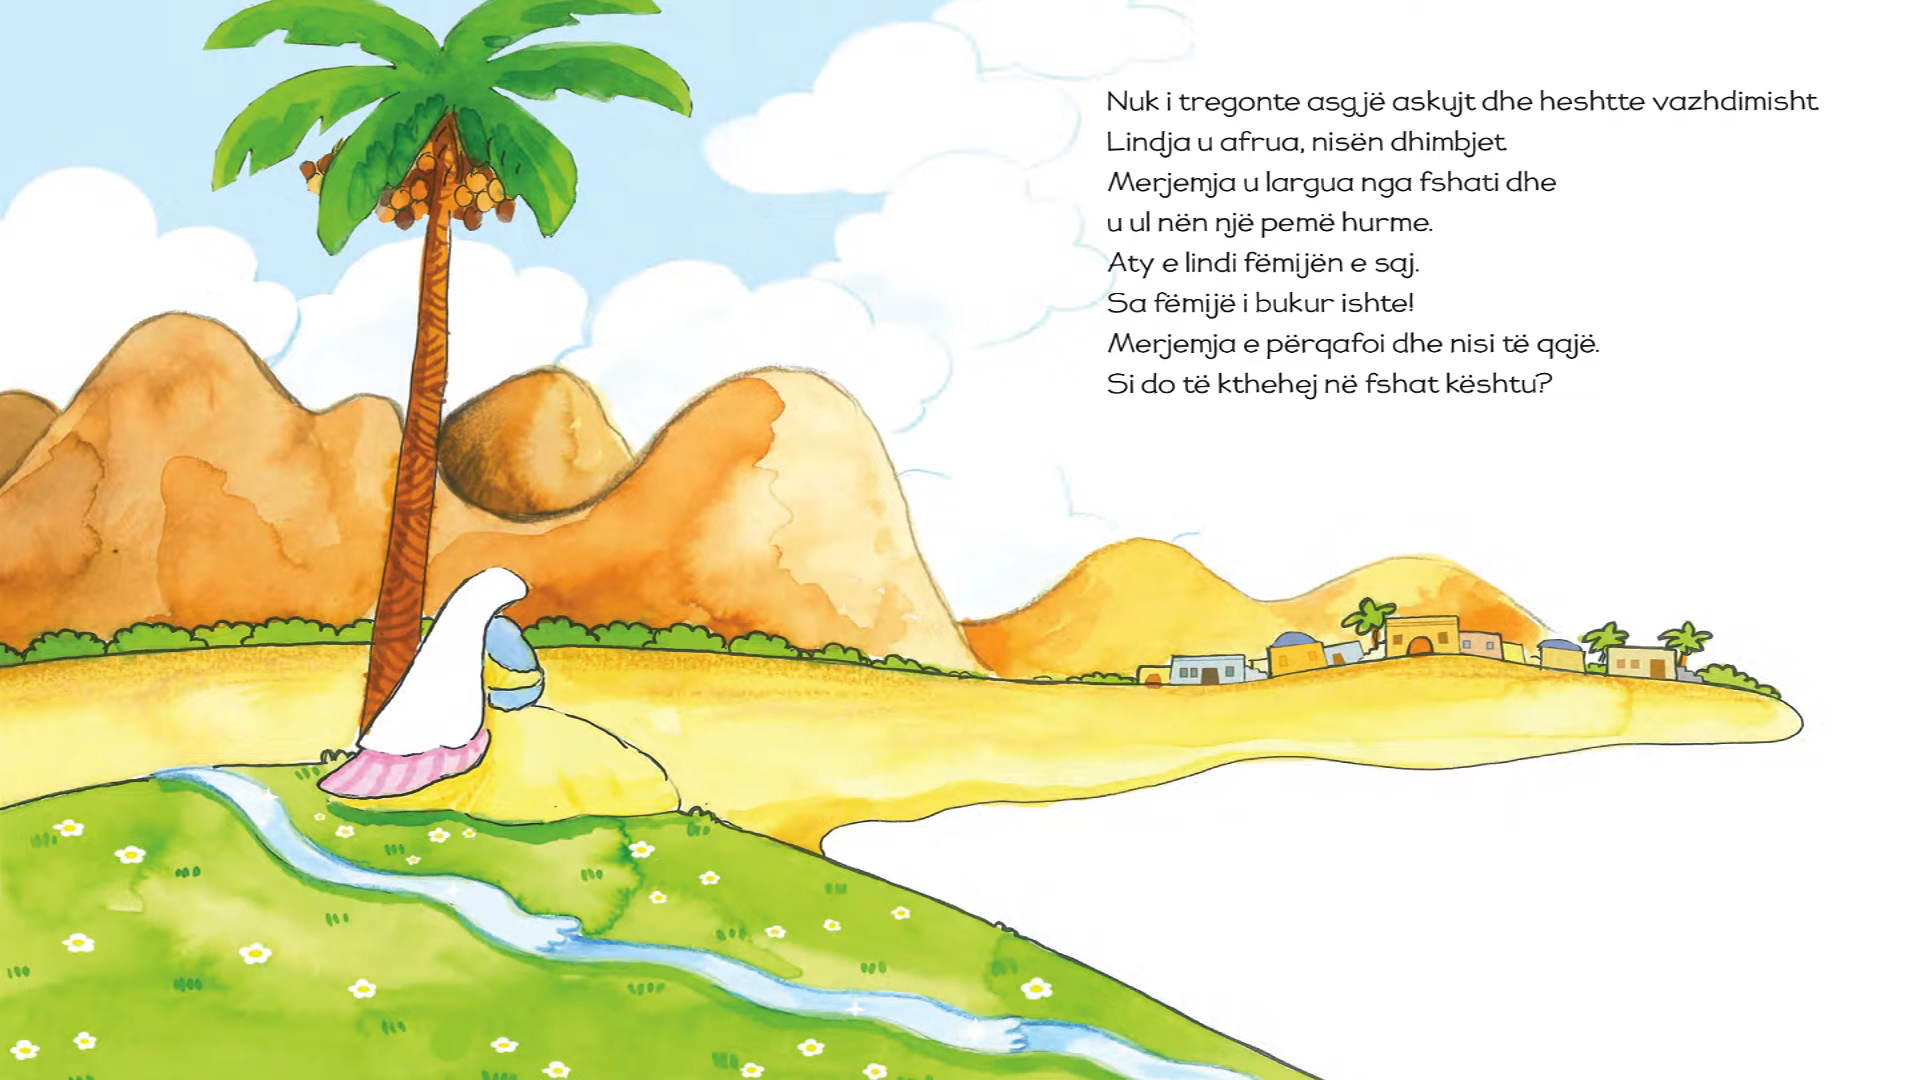 Nuk i tregonte asgjë askujt dhe heshtte vazhdimisht
Lindja u afrua, nisën dhimbjet
Merjemja u largua nga fshati dhe
u ul nën një pemë hurme.
Aty e lindi fëmijën e saj.
Sa fëmijë i bukur ishte!
Merjemja e përqafoi dhe nisi të qajë.
Si do të kthehej në fshat kështu?